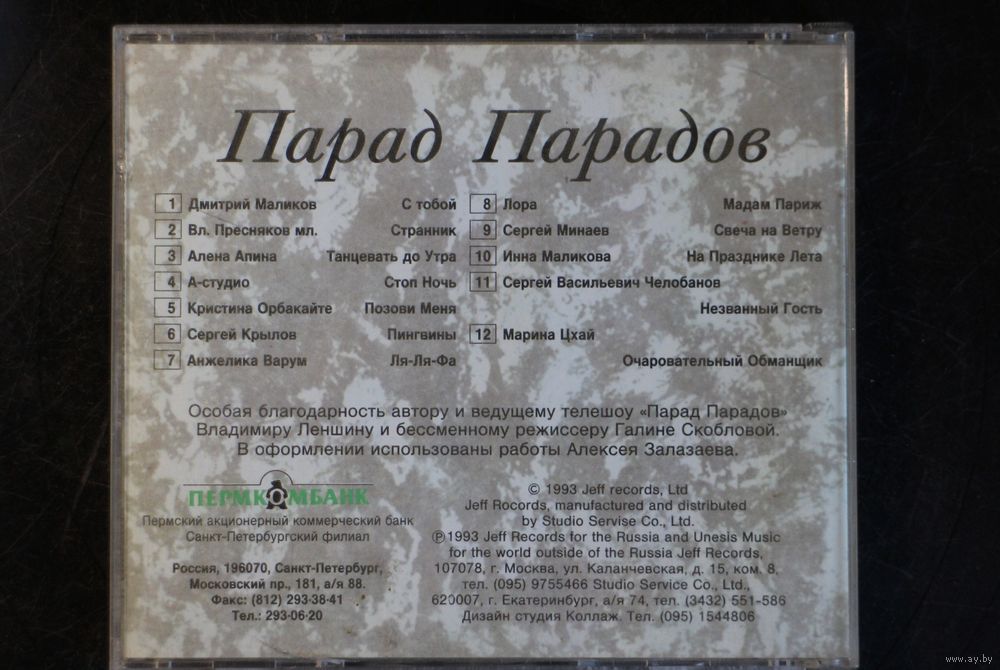 Парад Парадов
1 Дмитрий Маликов С тобой
2 Вл. Пресняков мл. Странник
3 Алена Апина Танцевать до Утра
4 А-студио Стоп Ночь
5 Кристина Орбакайте Позови Меня
6 Сергей Крылов Пингвины
7 Анжелика Варум Ля-Ля-Фа
8 Лора Мадам Париж
9 Сергей Минаев Свеча на Ветру
10 Инна Маликова На Празднике Лета
11 Сергей Васильевич Челобанов
Незванный Гость
12 Марина Цхай
Очаровательный Обманщик
Особая благодарность автору и ведущему телешоу «Парад Парадов»
Владимиру Леншину и бессменному режиссеру Галине Скобловой.
В оформлении использованы работы Алексея Залазаева.
ПЕРМКОМБАНК
Пермский акционерный коммерческий банк
Санкт-Петербургский филиал
Россия, 196070, Санкт-Петербург,
Московский пр., 181, а/я 88.
Факс: (812) 293-38-41
Тел.: 293-06-20
© 1993 Jeff records, Ltd
Jeff Rocords, manufactured and distributed
by Studio Servise Co., Ltd.
℗1993 Jeff Records for the Russia and Unesis Music
for the world outside of the Russia Jeff Records,
107078, г. Москва, ул. Каланчевская, д. 15, ком. 8,
тел. (095) 9755466 Studio Service Co., Ltd.,
620007, г. Екатеринбург, а/я 74, тел. (3432) 551-586
Дизайн студия Коллаж. Тел. (095) 1544806
www.ay.by